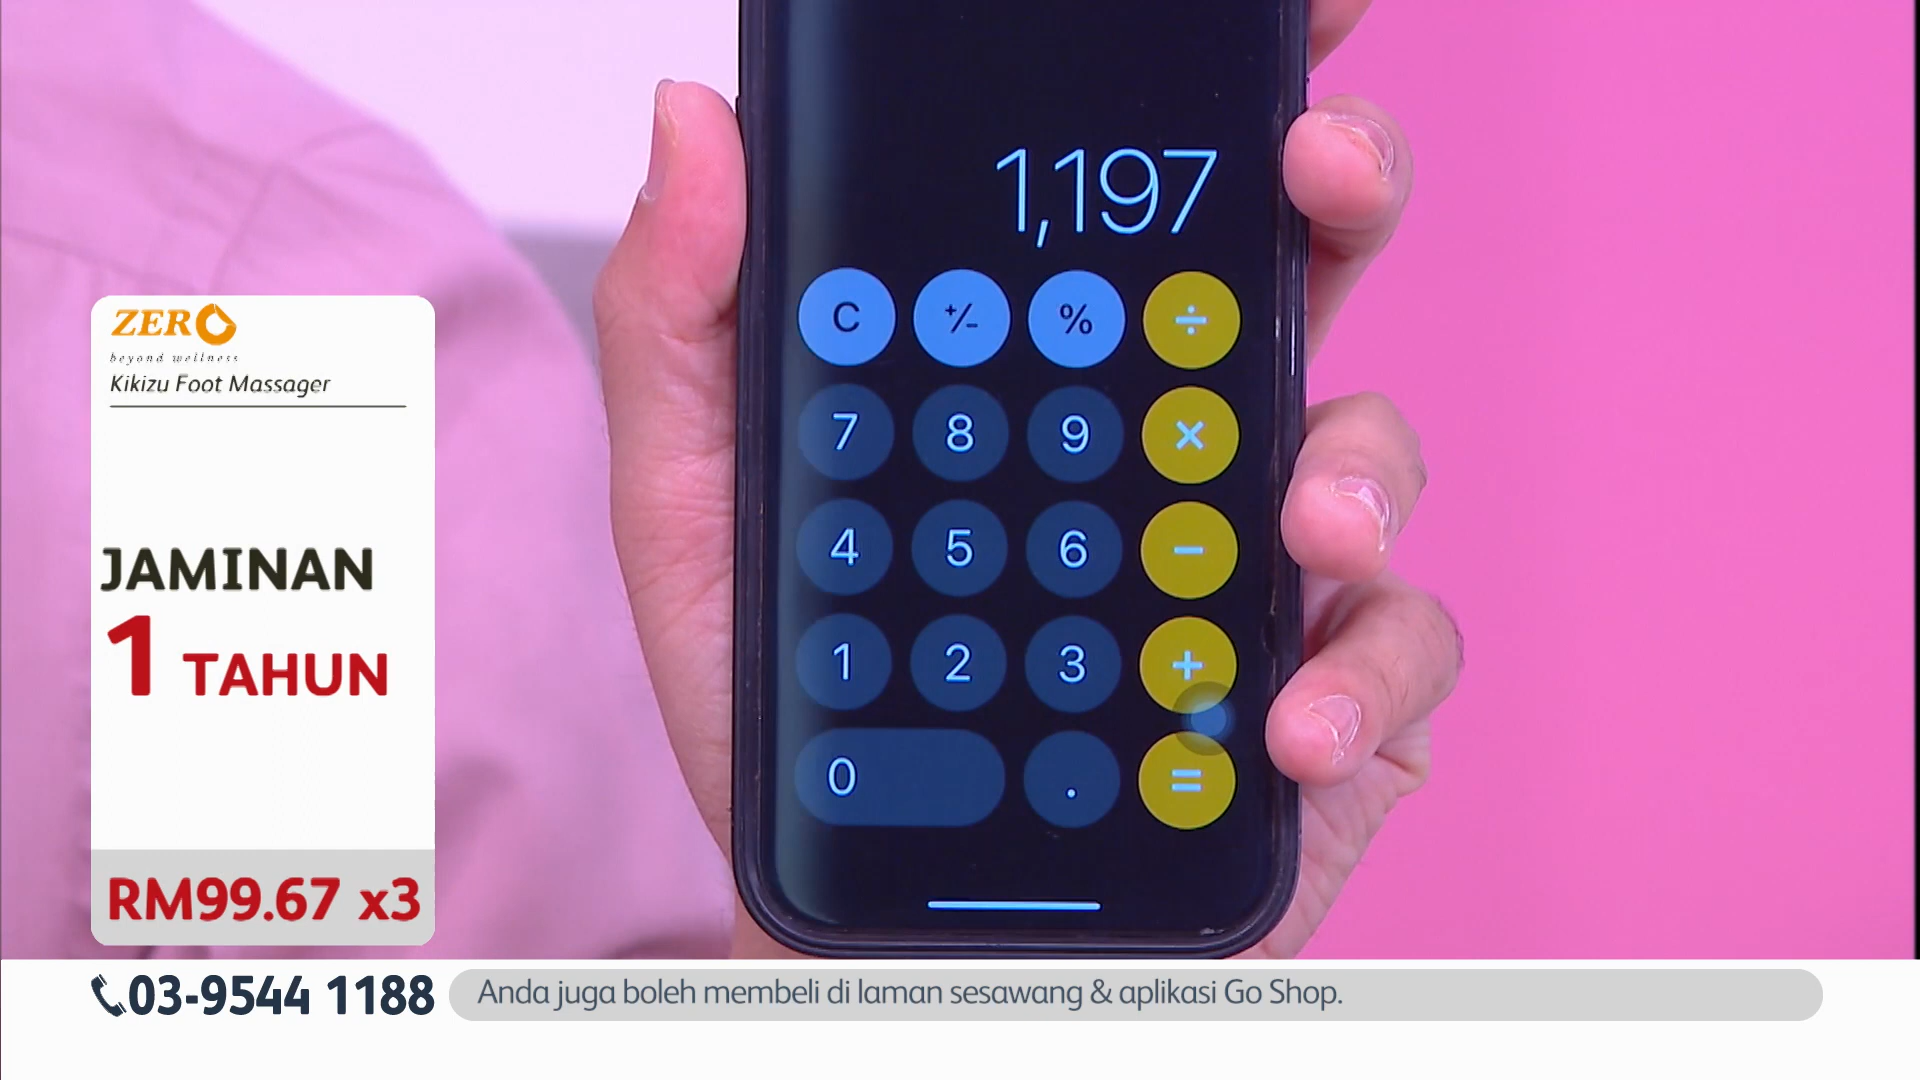 1,197
C +/- % ÷
7 8 9 ×
4 5 6 −
1 2 3 +
0 . =
ZERO
beyond wellness
Kikizu Foot Massager
JAMINAN
1 TAHUN
RM99.67 x3
03-9544 1188
Anda juga boleh membeli di laman sesawang & aplikasi Go Shop.